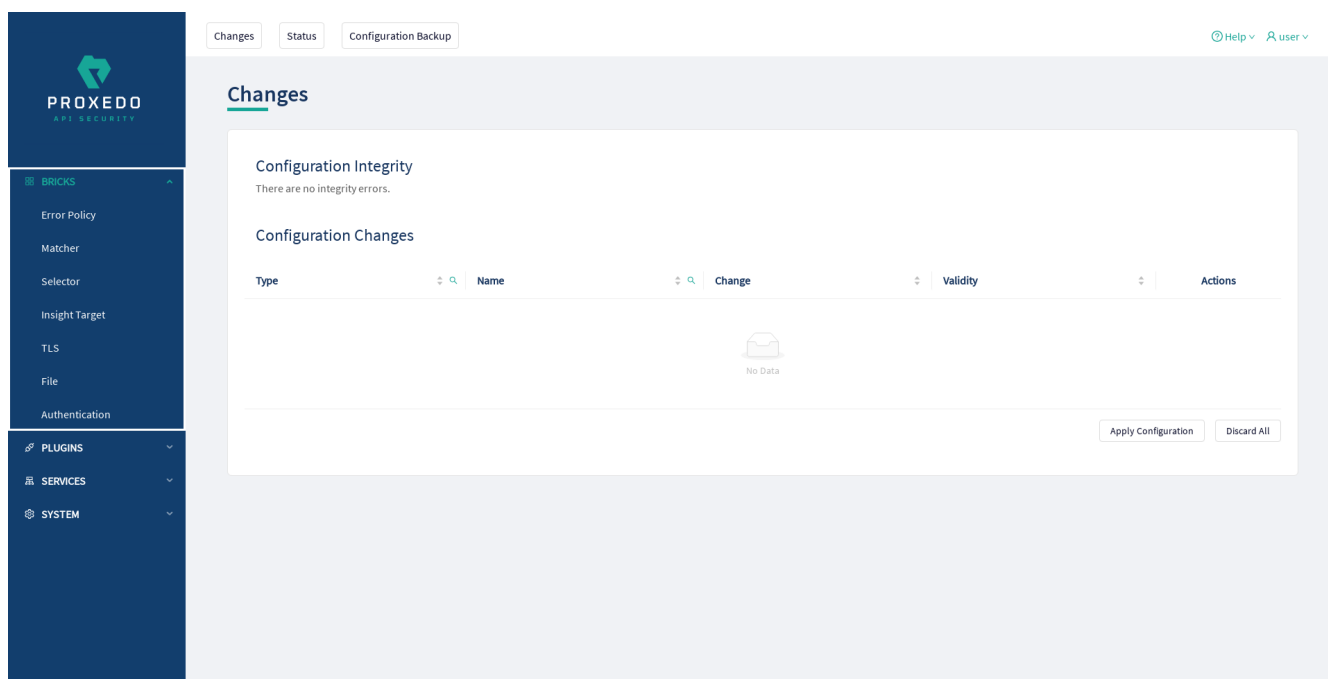 Changes Status Configuration Backup Help user
PROXEDO
API SECURITY
BRICKS
Error Policy
Matcher
Selector
Insight Target
TLS
File
Authentication
PLUGINS
SERVICES
SYSTEM
Changes
Configuration Integrity
There are no integrity errors.
Configuration Changes
Type Name Change Validity Actions
No Data
Apply Configuration Discard All